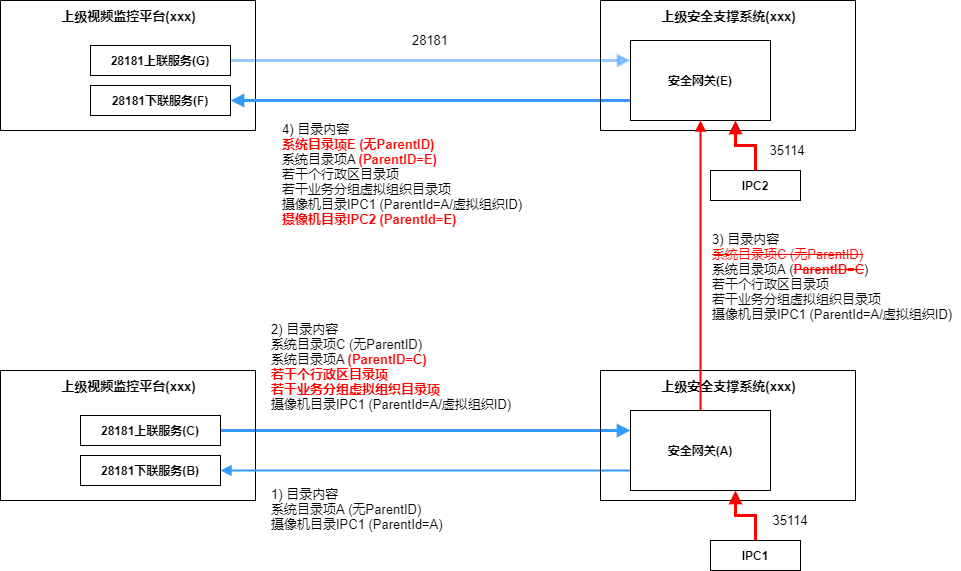 上级视频监控平台(xxx)
28181上联服务(G)
28181下联服务(F)
28181
上级安全支撑系统(xxx)
安全网关(E)
4) 目录内容
系统目录项E (无ParentID)
系统目录项A (ParentID=E)
若干个行政区目录项
若干业务分组虚拟组织目录项
摄像机目录IPC1 (ParentId=A/虚拟组织ID)
摄像机目录IPC2 (ParentId=E)
35114
IPC2
3) 目录内容
系统目录项C (无ParentID)
系统目录项A (ParentID=C)
若干个行政区目录项
若干业务分组虚拟组织目录项
摄像机目录IPC1 (ParentId=A/虚拟组织ID)
2) 目录内容
系统目录项C (无ParentID)
系统目录项A (ParentID=C)
若干个行政区目录项
若干业务分组虚拟组织目录项
摄像机目录IPC1 (ParentId=A/虚拟组织ID)
上级视频监控平台(xxx)
28181上联服务(C)
28181下联服务(B)
上级安全支撑系统(xxx)
安全网关(A)
1) 目录内容
系统目录项A (无ParentID)
摄像机目录IPC1 (ParentId=A)
35114
IPC1